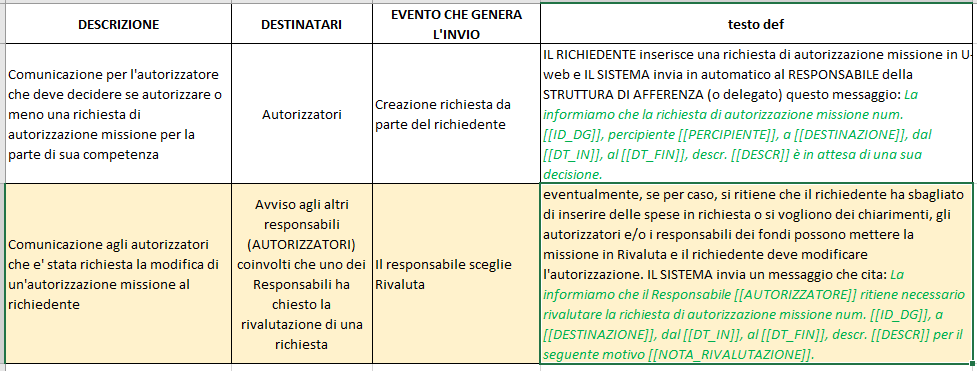 DESCRIZIONE
DESTINATARI
EVENTO CHE GENERA
L'INVIO
testo def
Comunicazione per l'autorizzatore
che deve decidere se autorizzare o
meno una richiesta di
autorizzazione missione per la
parte di sua competenza
Autorizzatori
Creazione richiesta da
parte del richiedente
IL RICHIEDENTE inserisce una richiesta di autorizzazione missione in U-
web e IL SISTEMA invia in automatico al RESPONSABILE della
STRUTTURA DI AFFERENZA (o delegato) questo messaggio: La
informiamo che la richiesta di autorizzazione missione num.
[[ID_DG]], percipiente [[PERCIPIENTE]], a [[DESTINAZIONE]], dal
[[DT_IN]], al [[DT_FIN]], descr. [[DESCR]] è in attesa di una sua
decisione.
Comunicazione agli autorizzatori
che e' stata richiesta la modifica di
un'autorizzazione missione al
richiedente
Avviso agli altri
responsabili
(AUTORIZZATORI)
coinvolti che uno dei
Responsabili ha
chiesto la
rivalutazione di una
richiesta
Il responsabile sceglie
Rivaluta
eventualmente, se per caso, si ritiene che il richiedente ha sbagliato
di inserire delle spese in richiesta o si vogliono dei chiarimenti, gli
autorizzatori e/o i responsabili dei fondi possono mettere la
missione in Rivaluta e il richiedente deve modificare
l'autorizzazione. IL SISTEMA invia un messaggio che cita: La
informiamo che il Responsabile [[AUTORIZZATORE]] ritiene necessario
rivalutare la richiesta di autorizzazione missione num. [[ID_DG]], a
[[DESTINAZIONE]], dal [[DT_IN]], al [[DT_FIN]], descr. [[DESCR]] per il
seguente motivo [[NOTA_RIVALUTAZIONE]].